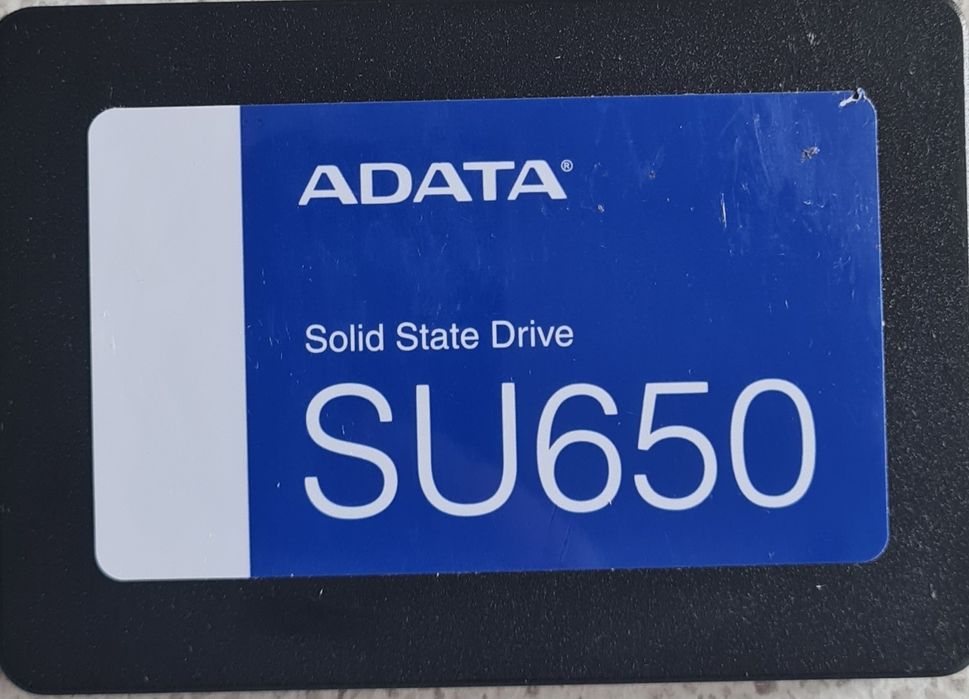 ADATA®
Solid State Drive
SU650